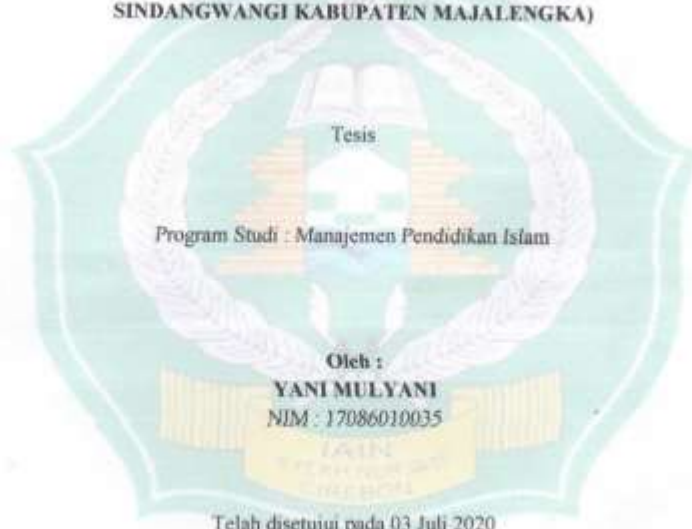 SINDANGWANGI KABUPATEN MAJALENGKA)
Tesis
Program Studi : Manajemen Pendidikan Islam
Oleh :
YANI MULYANI
NIM : 17086010035
IAIN
Telah disetujui pada 03 Juli 2020